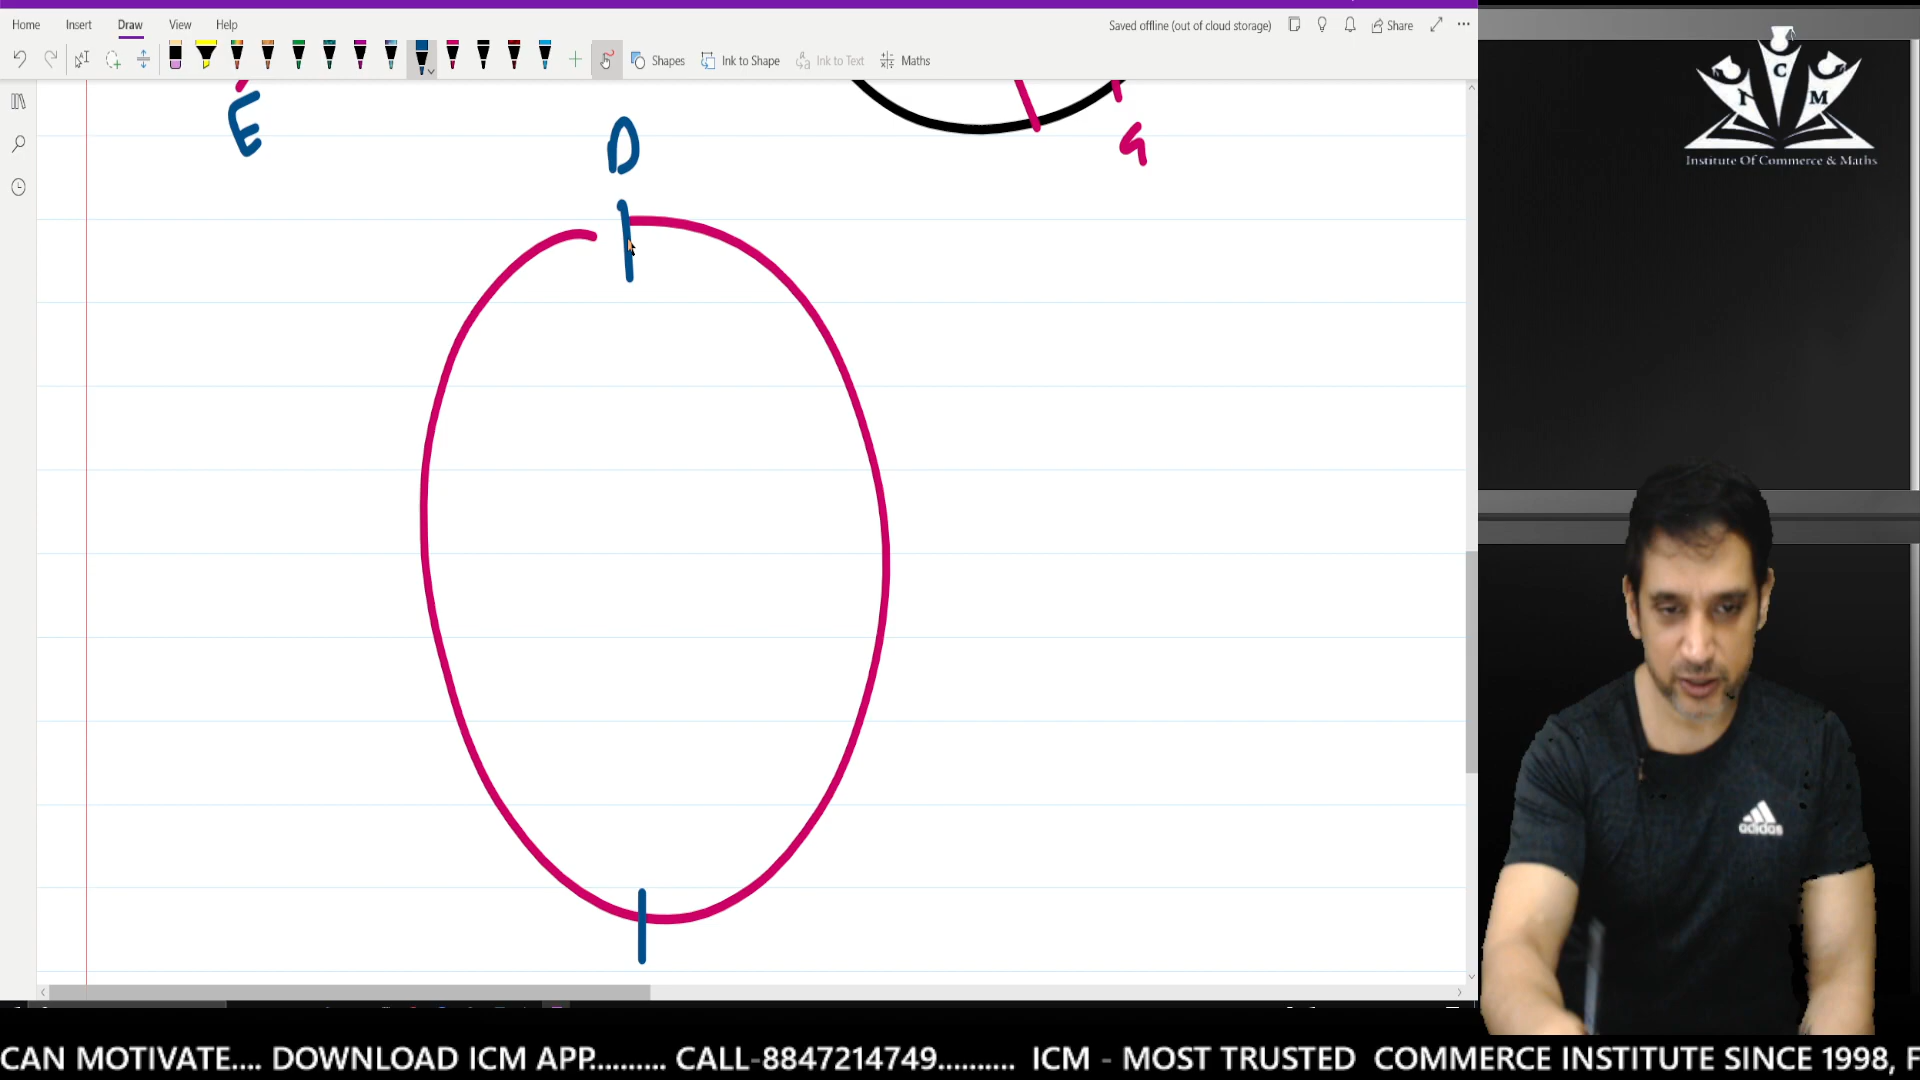 Home Insert Draw View Help
Saved offline (out of cloud storage) Share
Shapes Ink to Shape Ink to Text Maths
E
D
I C M
Institute Of Commerce & Maths
adidas
CAN MOTIVATE.... DOWNLOAD ICM APP.......... CALL-8847214749.......... ICM - MOST TRUSTED COMMERCE INSTITUTE SINCE 1998, F